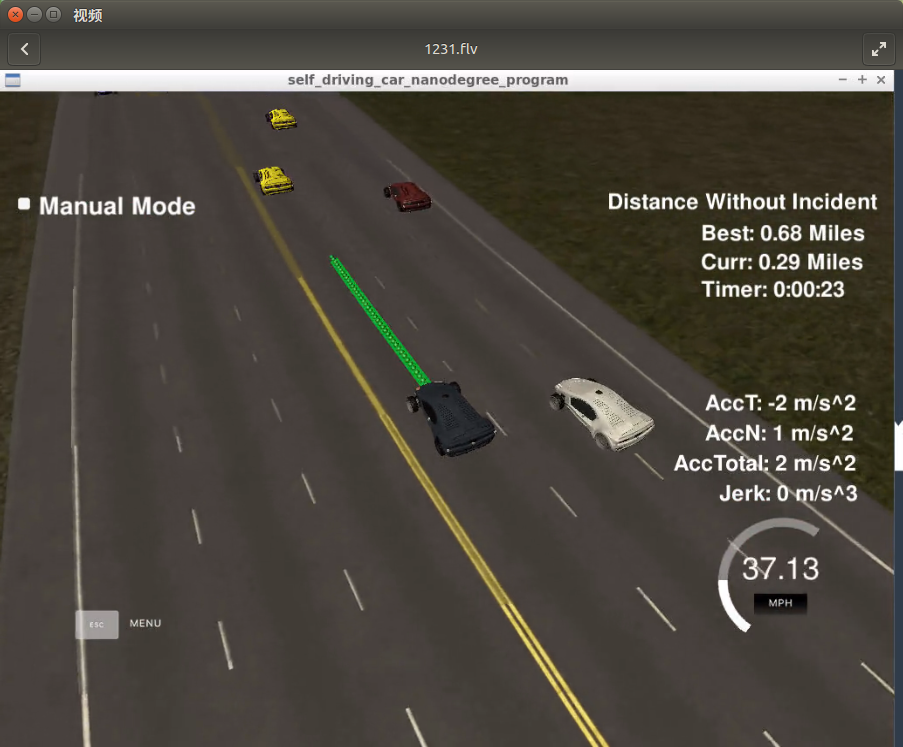 视频
1231.flv
self_driving_car_nanodegree_program
Manual Mode
Distance Without Incident
Best: 0.68 Miles
Curr: 0.29 Miles
Timer: 0:00:23
AccT: -2 m/s^2
AccN: 1 m/s^2
AccTotal: 2 m/s^2
Jerk: 0 m/s^3
37.13
MPH
ESC MENU